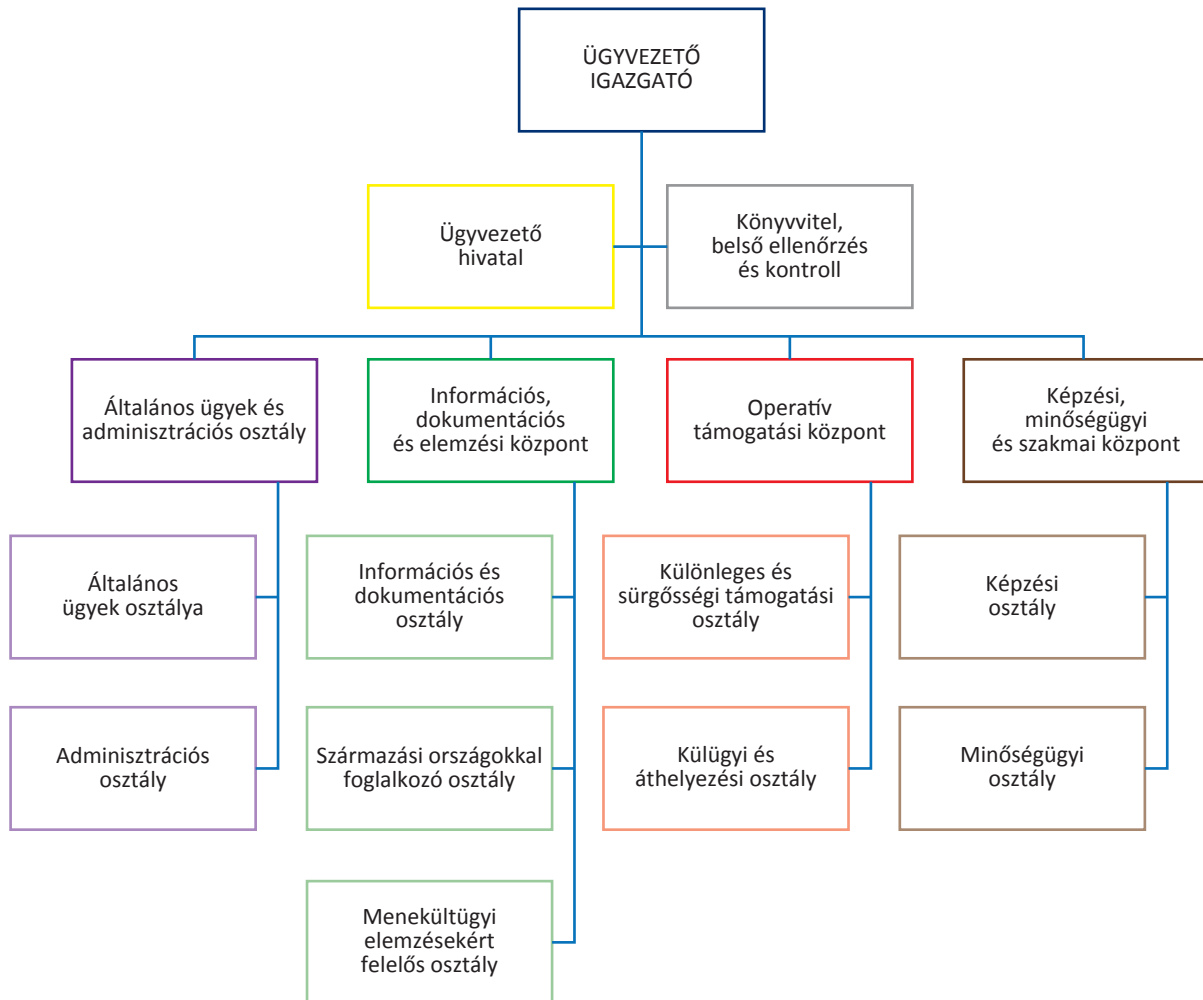 ÜGYVEZETŐ
IGAZGATÓ
Ügyvezető
hivatal
Könyvvitel,
belső ellenőrzés
és kontroll
Általános ügyek és
adminisztrációs osztály
Információs,
dokumentációs
és elemzési központ
Operatív
támogatási központ
Képzési,
minőségügyi
és szakmai központ
Általános
ügyek osztálya
Információs és
dokumentációs
osztály
Különleges és
sürgősségi támogatási
osztály
Képzési
osztály
Adminisztrációs
osztály
Származási országokkal
foglalkozó osztály
Külügyi és
áthelyezési osztály
Minőségügyi
osztály
Menekültügyi
elemzésekért
felelős osztály